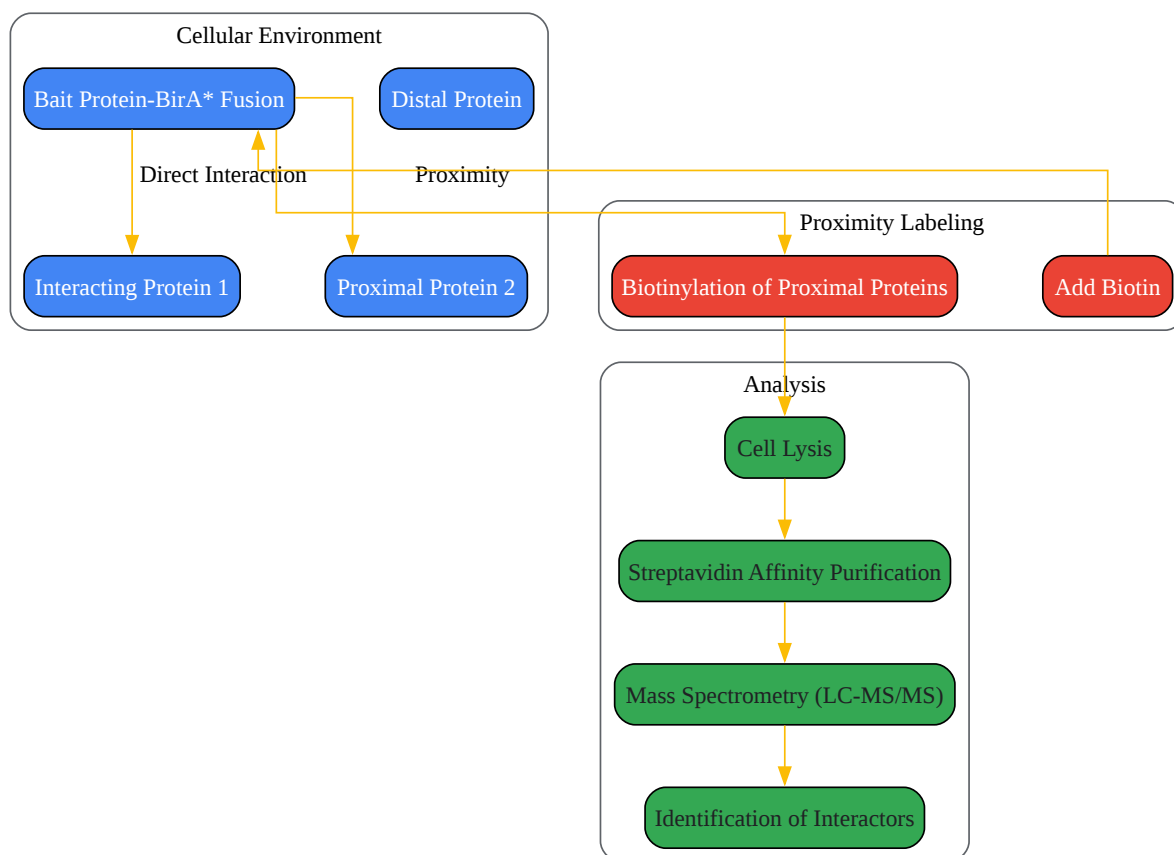 Cellular Environment
Bait Protein-BirA* Fusion
Distal Protein
Direct Interaction
Proximity
Interacting Protein 1
Proximal Protein 2
Proximity Labeling
Biotinylation of Proximal Proteins
Add Biotin
Analysis
Cell Lysis
Streptavidin Affinity Purification
Mass Spectrometry (LC-MS/MS)
Identification of Interactors